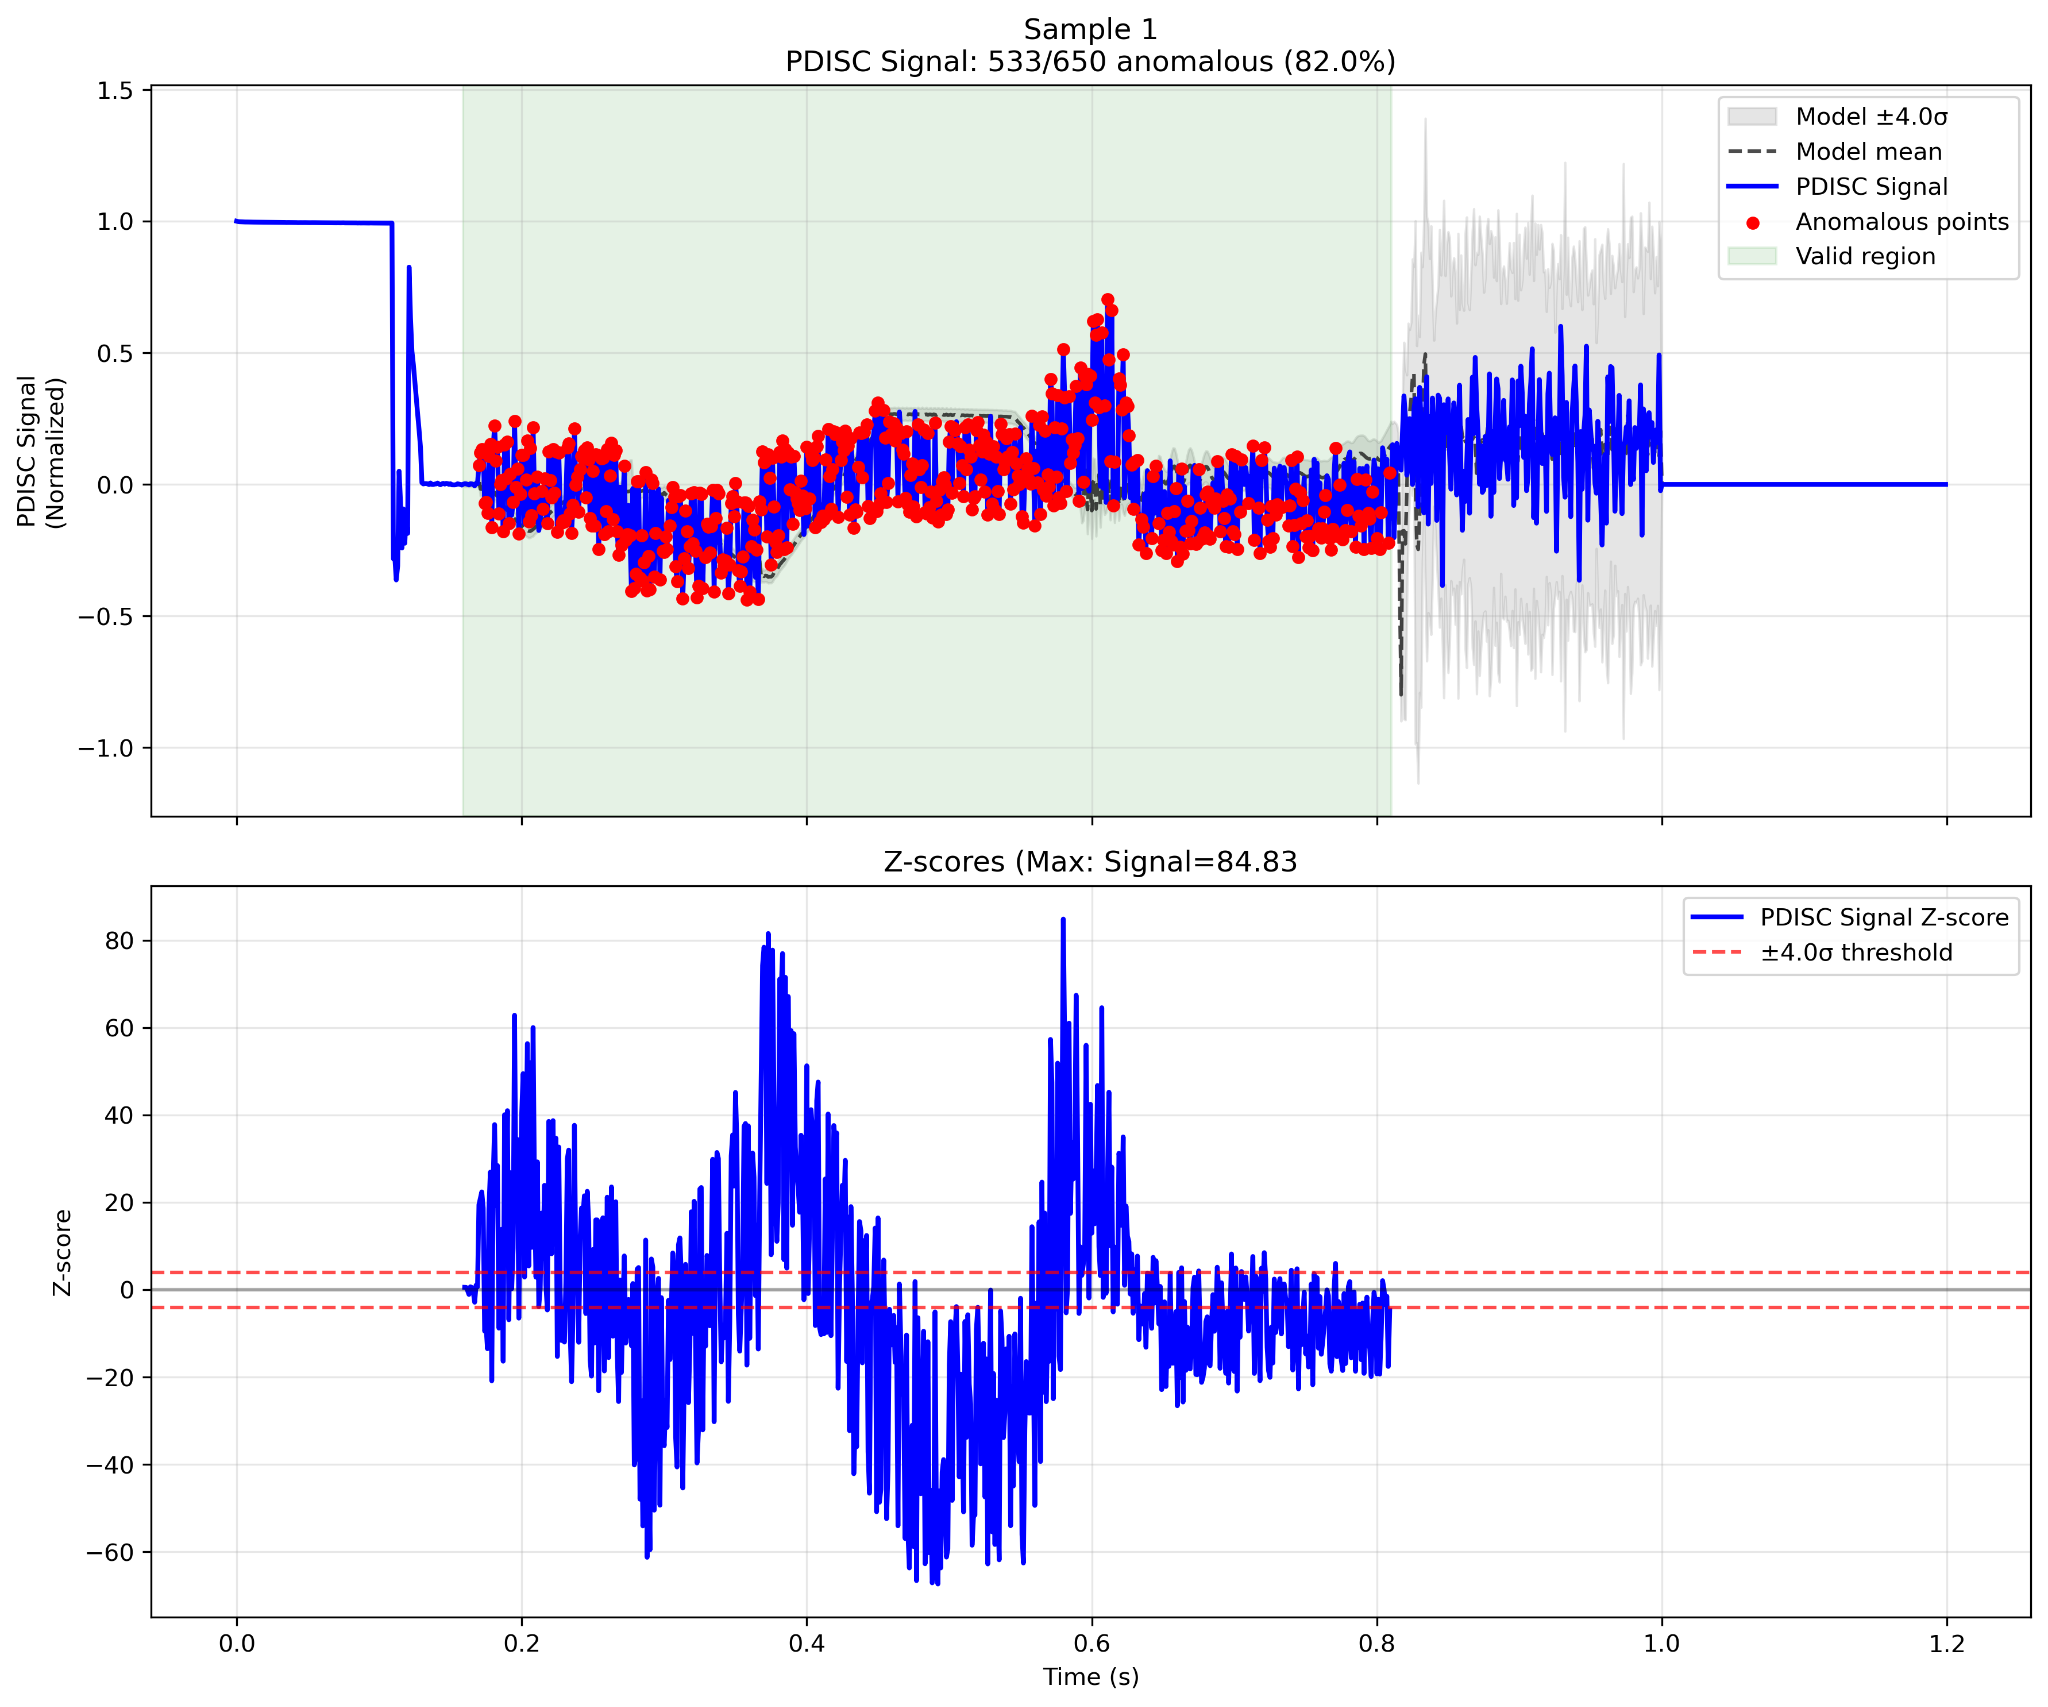 Sample 1
PDISC Signal: 533/650 anomalous (82.0%)
PDISC Signal
(Normalized)
1.5
1.0
0.5
0.0
−0.5
−1.0
Model ±4.0σ
Model mean
PDISC Signal
Anomalous points
Valid region
Z-scores (Max: Signal=84.83
Z-score
80
60
40
20
0
−20
−40
−60
PDISC Signal Z-score
±4.0σ threshold
0.0 0.2 0.4 0.6 0.8 1.0 1.2
Time (s)